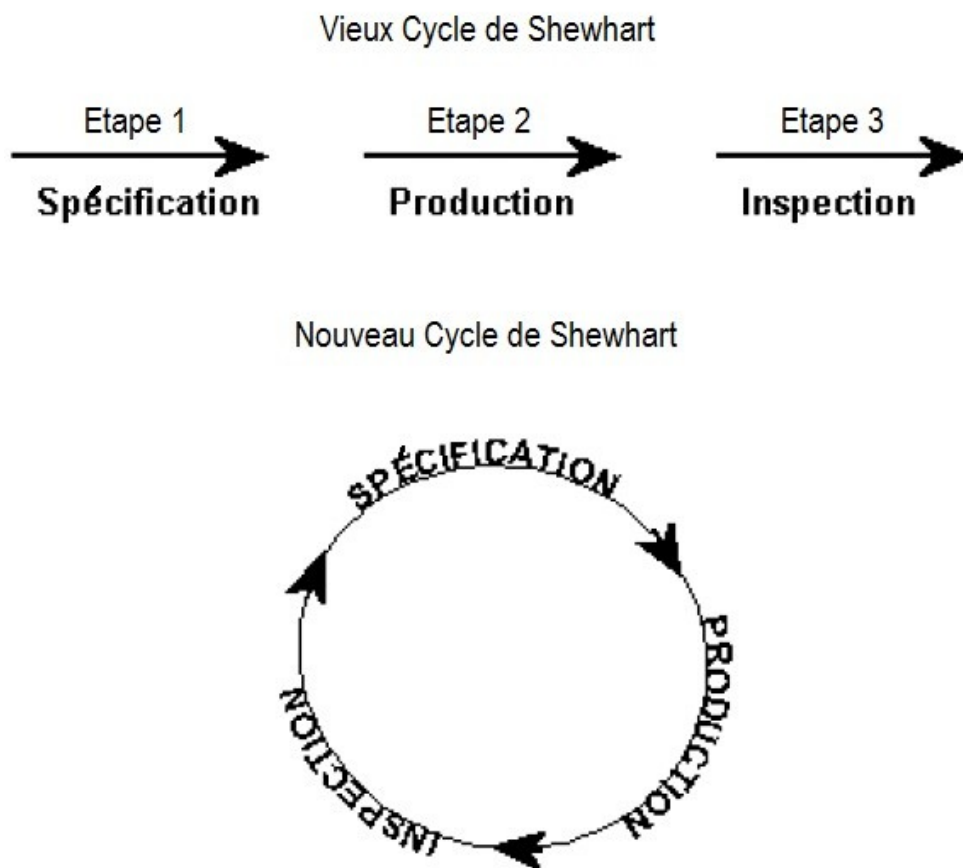 Vieux Cycle de Shewhart
Etape 1
Etape 2
Etape 3
Spécification
Production
Inspection
Nouveau Cycle de Shewhart
SPÉCIFICATION
PRODUCTION
INSPECTION